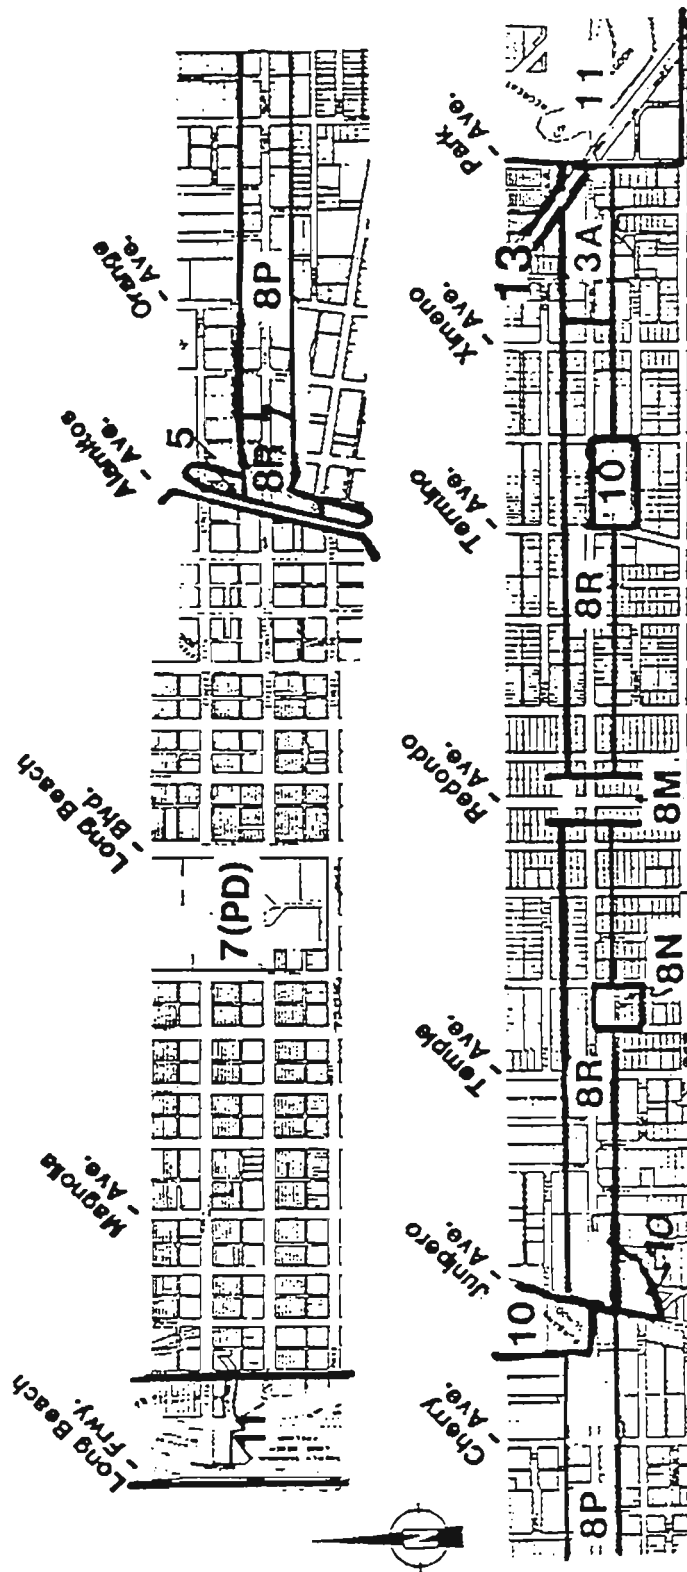 Long Beach
- Frwy.
Magnolia
- Ave.
Long Beach
- Blvd.
Alamitos
- Ave.
Orange
- Ave.
7(PD)
5
8R
8P
Cherry
- Ave.
Junipero
- Ave.
Temple
- Ave.
Redondo
- Ave.
Termino
- Ave.
Ximeno
- Ave.
Park
- Ave.
8P
10
10
8R
8N
8M
8R
10
3A
13
11
N